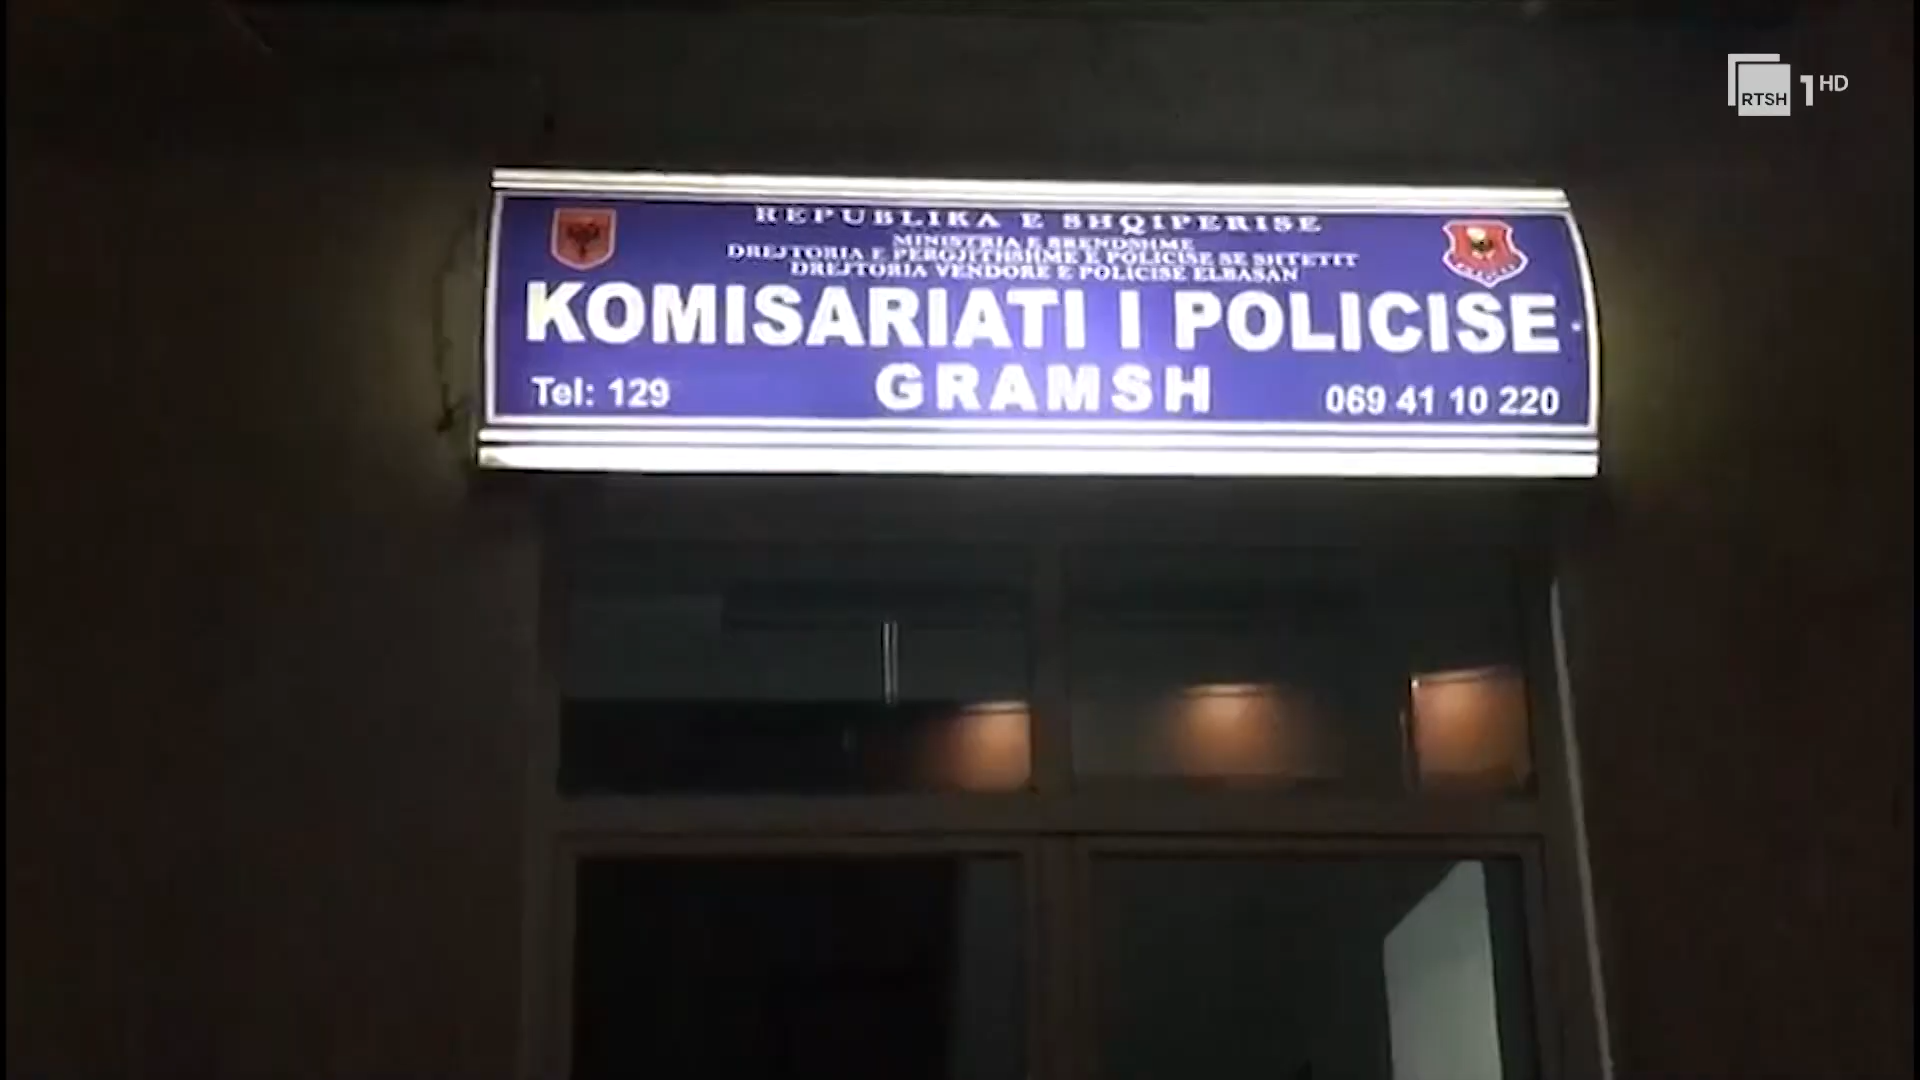 RTSH 1 HD
REPUBLIKA E SHQIPERISE
MINISTRIA E BRENDSHME
DREJTORIA E PERGJITHSHME E POLICISE SE SHTETIT
DREJTORIA VENDORE E POLICISE ELBASAN
KOMISARIATI I POLICISE
GRAMSH
Tel: 129
069 41 10 220